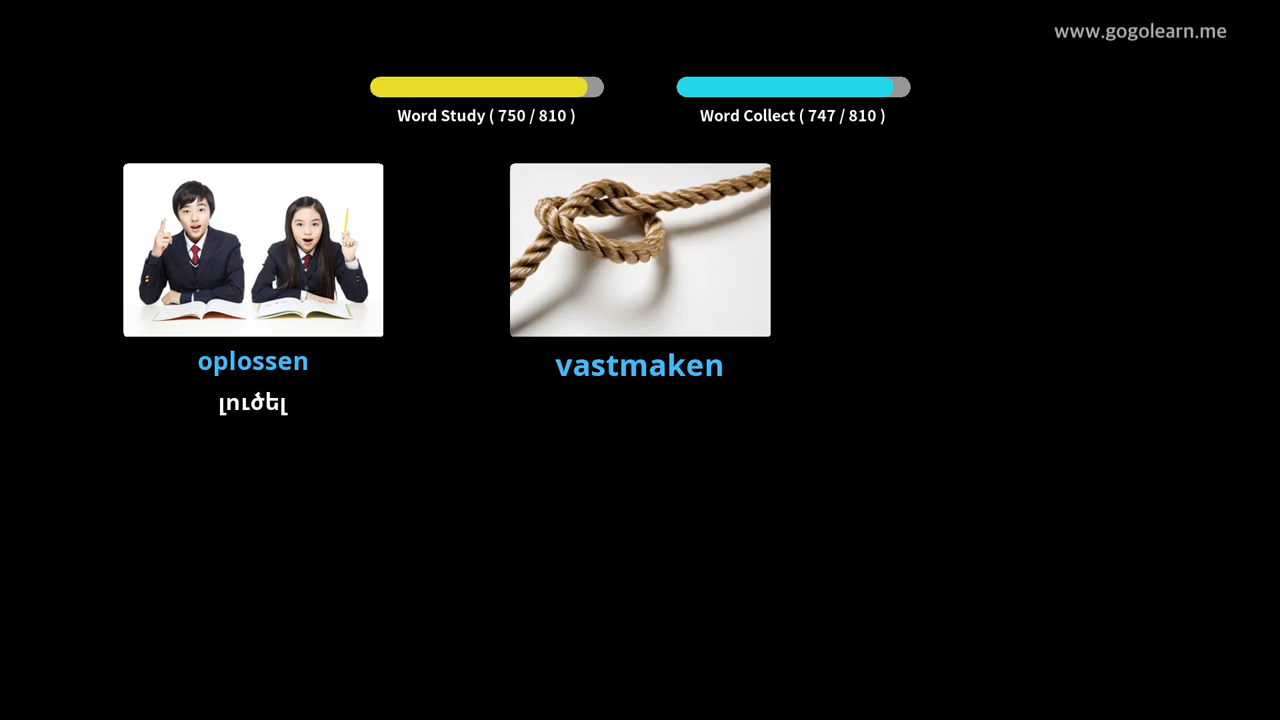 www.gogolearn.me
Word Study ( 750 / 810 )
Word Collect ( 747 / 810 )
oplossen
լուծել
vastmaken